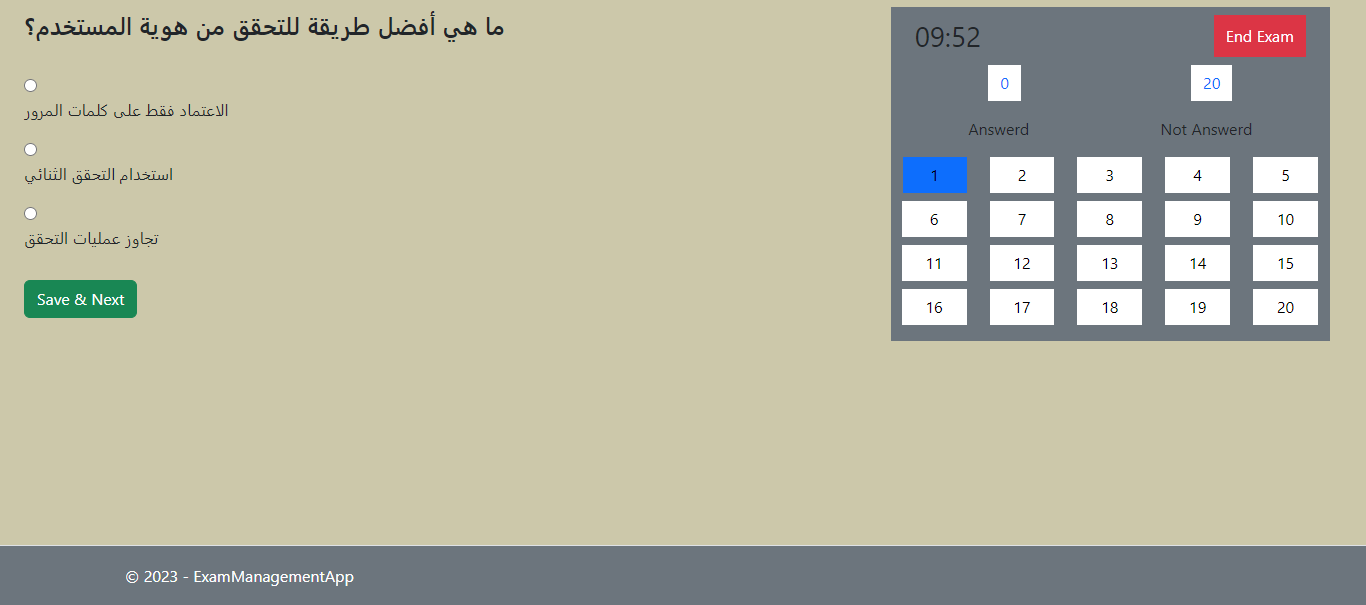 ما هي أفضل طريقة للتحقق من هوية المستخدم؟
الاعتماد فقط على كلمات المرور
استخدام التحقق الثنائي
تجاوز عمليات التحقق
Save & Next
09:52
End Exam
0 20
Answerd Not Answerd
1 2 3 4 5
6 7 8 9 10
11 12 13 14 15
16 17 18 19 20
© 2023 - ExamManagementApp